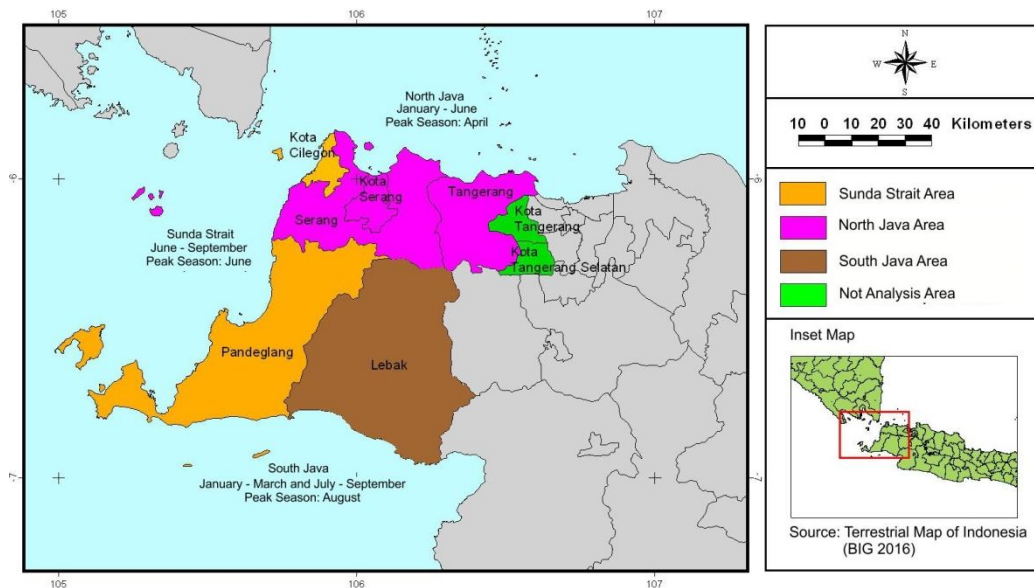 105
106
107
North Java
January - June
Peak Season: April
Kota
Cilegon
-6
-6
Kota
Serang
Tangerang
Serang
Kota
Tangerang
Kota
Tangerang Selatan
Sunda Strait
June - September
Peak Season: June
Pandeglang
Lebak
South Java
January - March and July - September
Peak Season: August
-7
-7
105
106
107
N
W
E
S
10 0 10 20 30 40 Kilometers
Sunda Strait Area
North Java Area
South Java Area
Not Analysis Area
Inset Map
Source: Terrestrial Map of Indonesia
(BIG 2016)